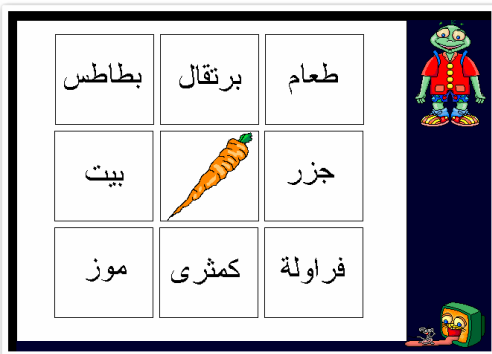 طعام
برتقال
بطاطس
جزر
بيت
فراولة
كمثرى
موز